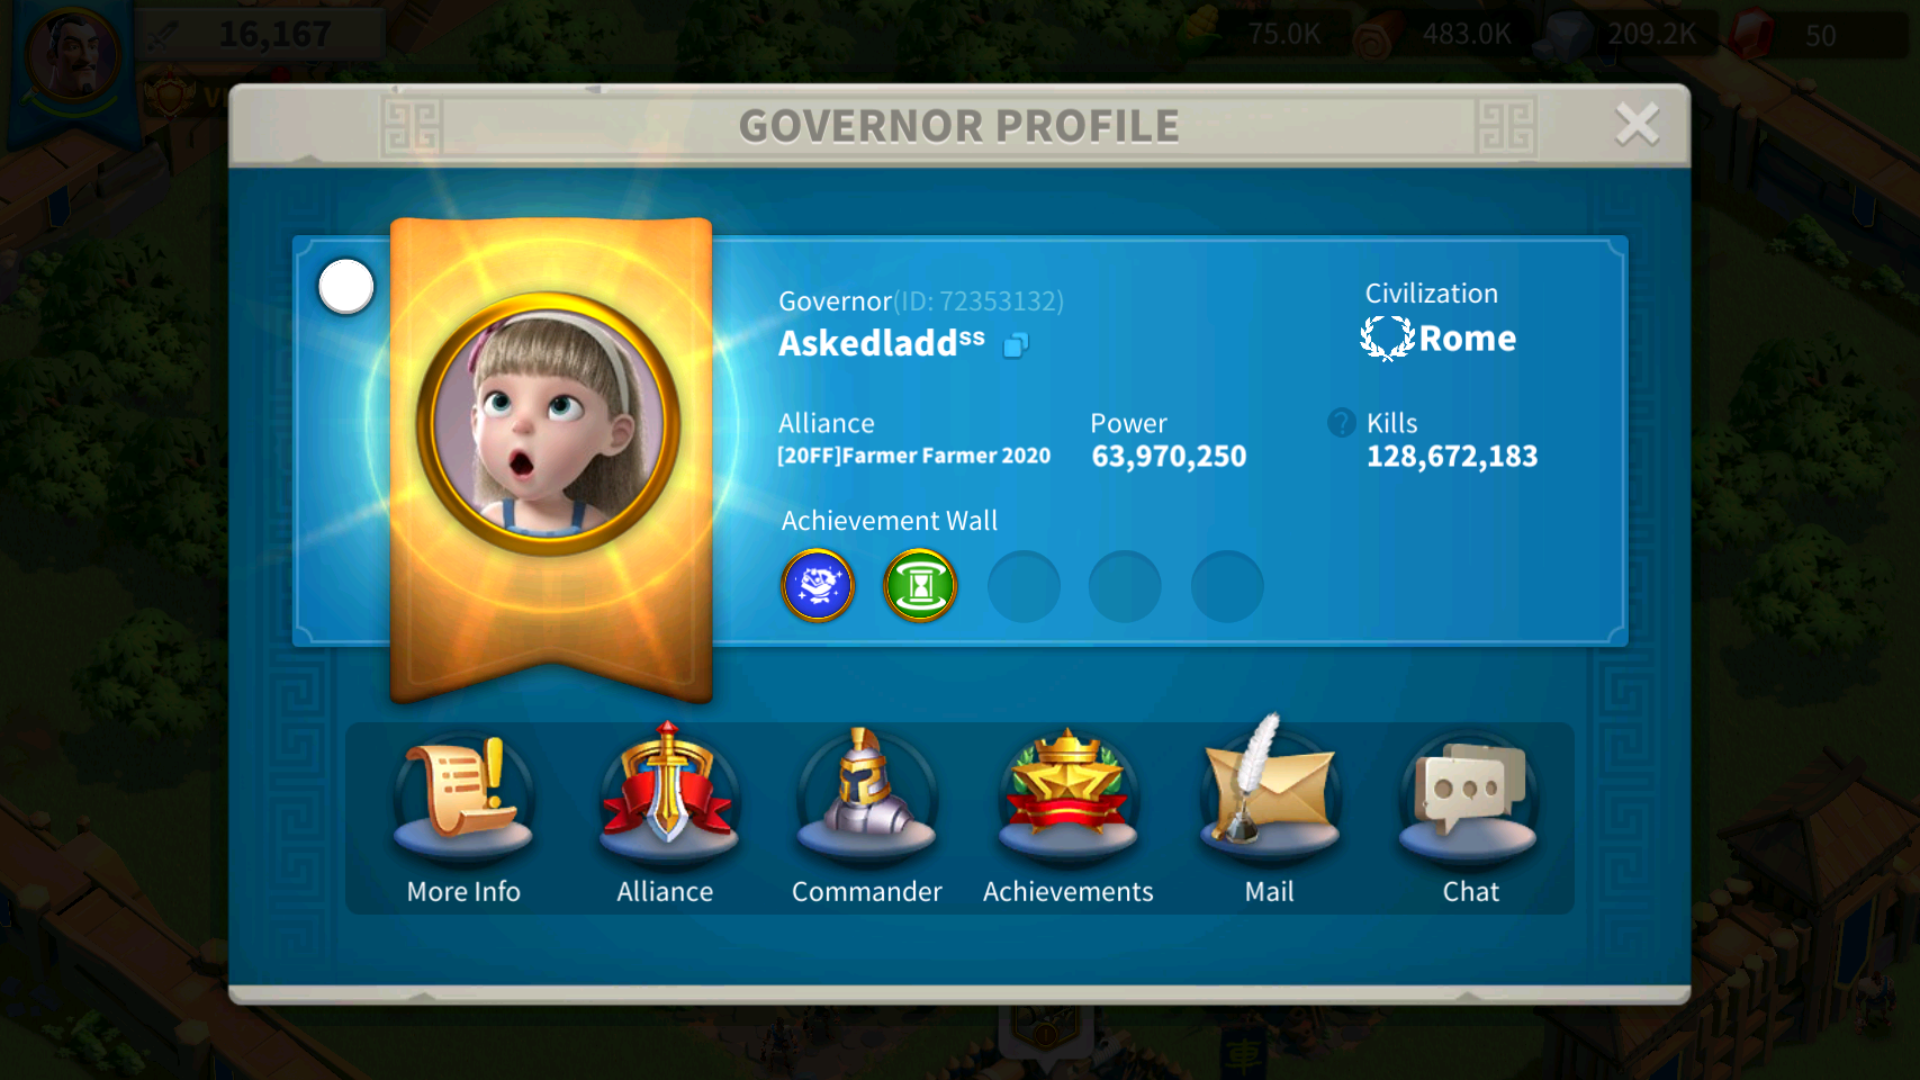 16,167
75.0K
483.0K
209.2K
50
GOVERNOR PROFILE
Governor(ID: 72353132)
Askedladdˢˢ
Civilization
Rome
Alliance
[20FF]Farmer Farmer 2020
Power
63,970,250
?
Kills
128,672,183
Achievement Wall
More Info
Alliance
Commander
Achievements
Mail
Chat
車